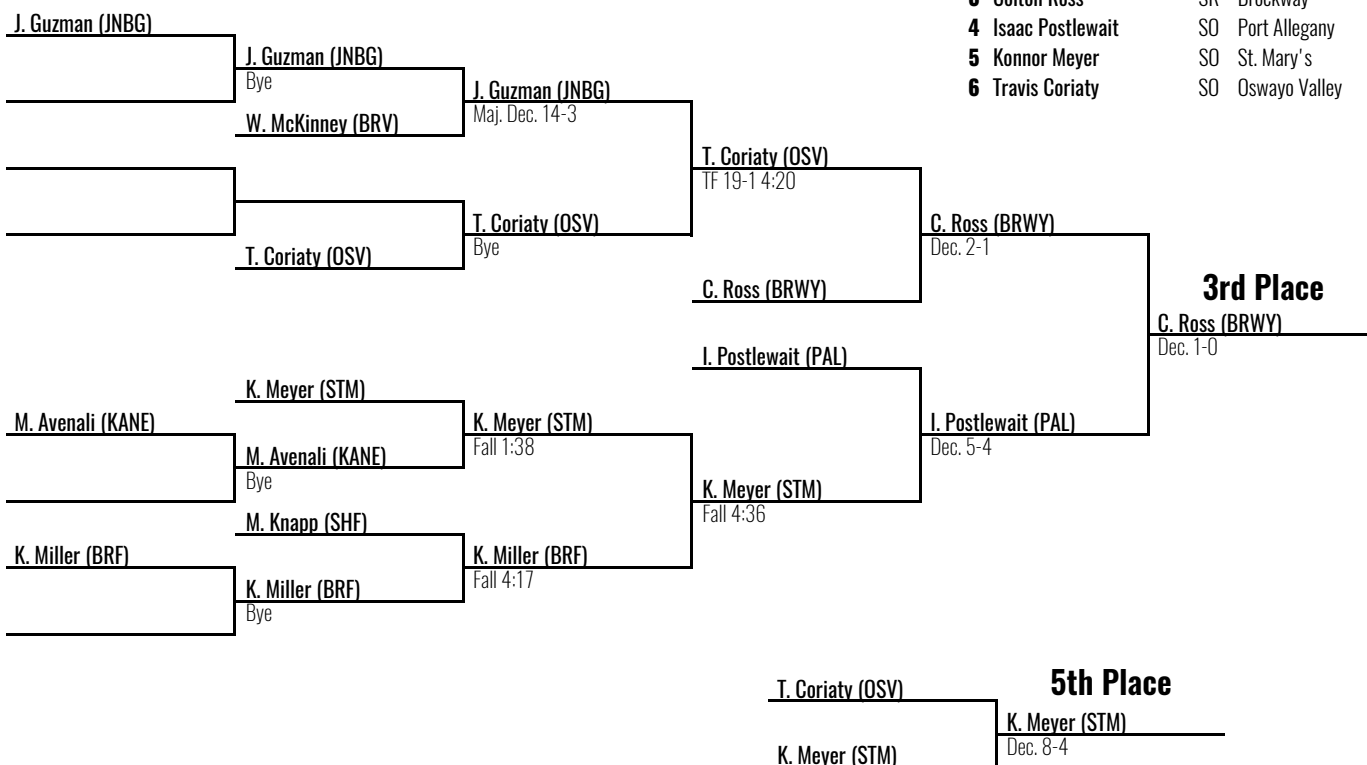 3 Colton Ross SR Brockway
4 Isaac Postlewait SO Port Allegany
5 Konnor Meyer SO St. Mary's
6 Travis Coriaty SO Oswayo Valley
J. Guzman (JNBG)
J. Guzman (JNBG)
Bye
J. Guzman (JNBG)
Maj. Dec. 14-3
W. McKinney (BRV)
T. Coriaty (OSV)
TF 19-1 4:20
T. Coriaty (OSV)
Bye
T. Coriaty (OSV)
C. Ross (BRWY)
Dec. 2-1
C. Ross (BRWY)
3rd Place
C. Ross (BRWY)
Dec. 1-0
I. Postlewait (PAL)
K. Meyer (STM)
M. Avenali (KANE)
K. Meyer (STM)
Fall 1:38
I. Postlewait (PAL)
Dec. 5-4
M. Avenali (KANE)
Bye
K. Meyer (STM)
Fall 4:36
M. Knapp (SHF)
K. Miller (BRF)
K. Miller (BRF)
Fall 4:17
K. Miller (BRF)
Bye
5th Place
T. Coriaty (OSV)
K. Meyer (STM)
Dec. 8-4
K. Meyer (STM)